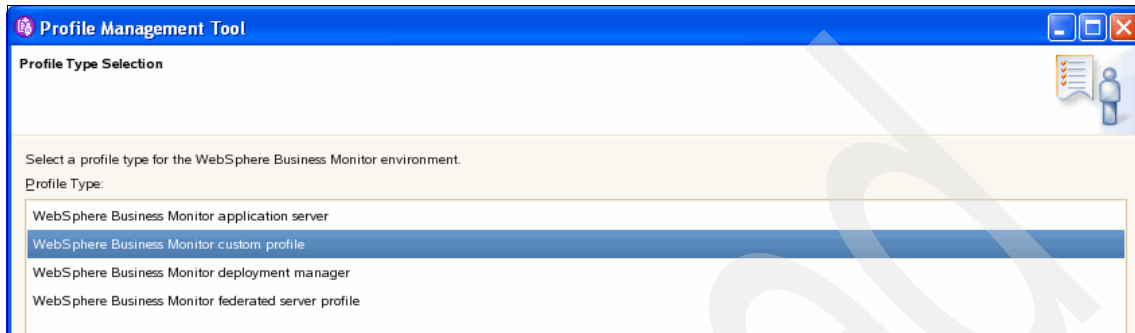 Profile Management Tool
Profile Type Selection
Select a profile type for the WebSphere Business Monitor environment.
Profile Type:
WebSphere Business Monitor application server
WebSphere Business Monitor custom profile
WebSphere Business Monitor deployment manager
WebSphere Business Monitor federated server profile